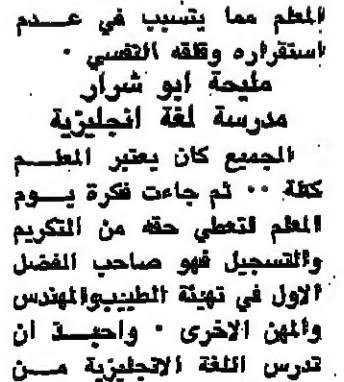 المعلم مما يتسبب في عدم
استقراره وقلقه النفسي ·
مليحة ابو شرار
مدرسة لغة انجليزية
الجميع كان يعتبر المعلم
كظة ·· ثم جاءت فكرة يوم
المعلم لتعطي حقه من التكريم
والتسجيل فهو صاحب الفضل
الاول في تهيئة الطبيب والمهندس
والمهن الاخرى · واحبت ان
تدرس اللغة الانجليزية من